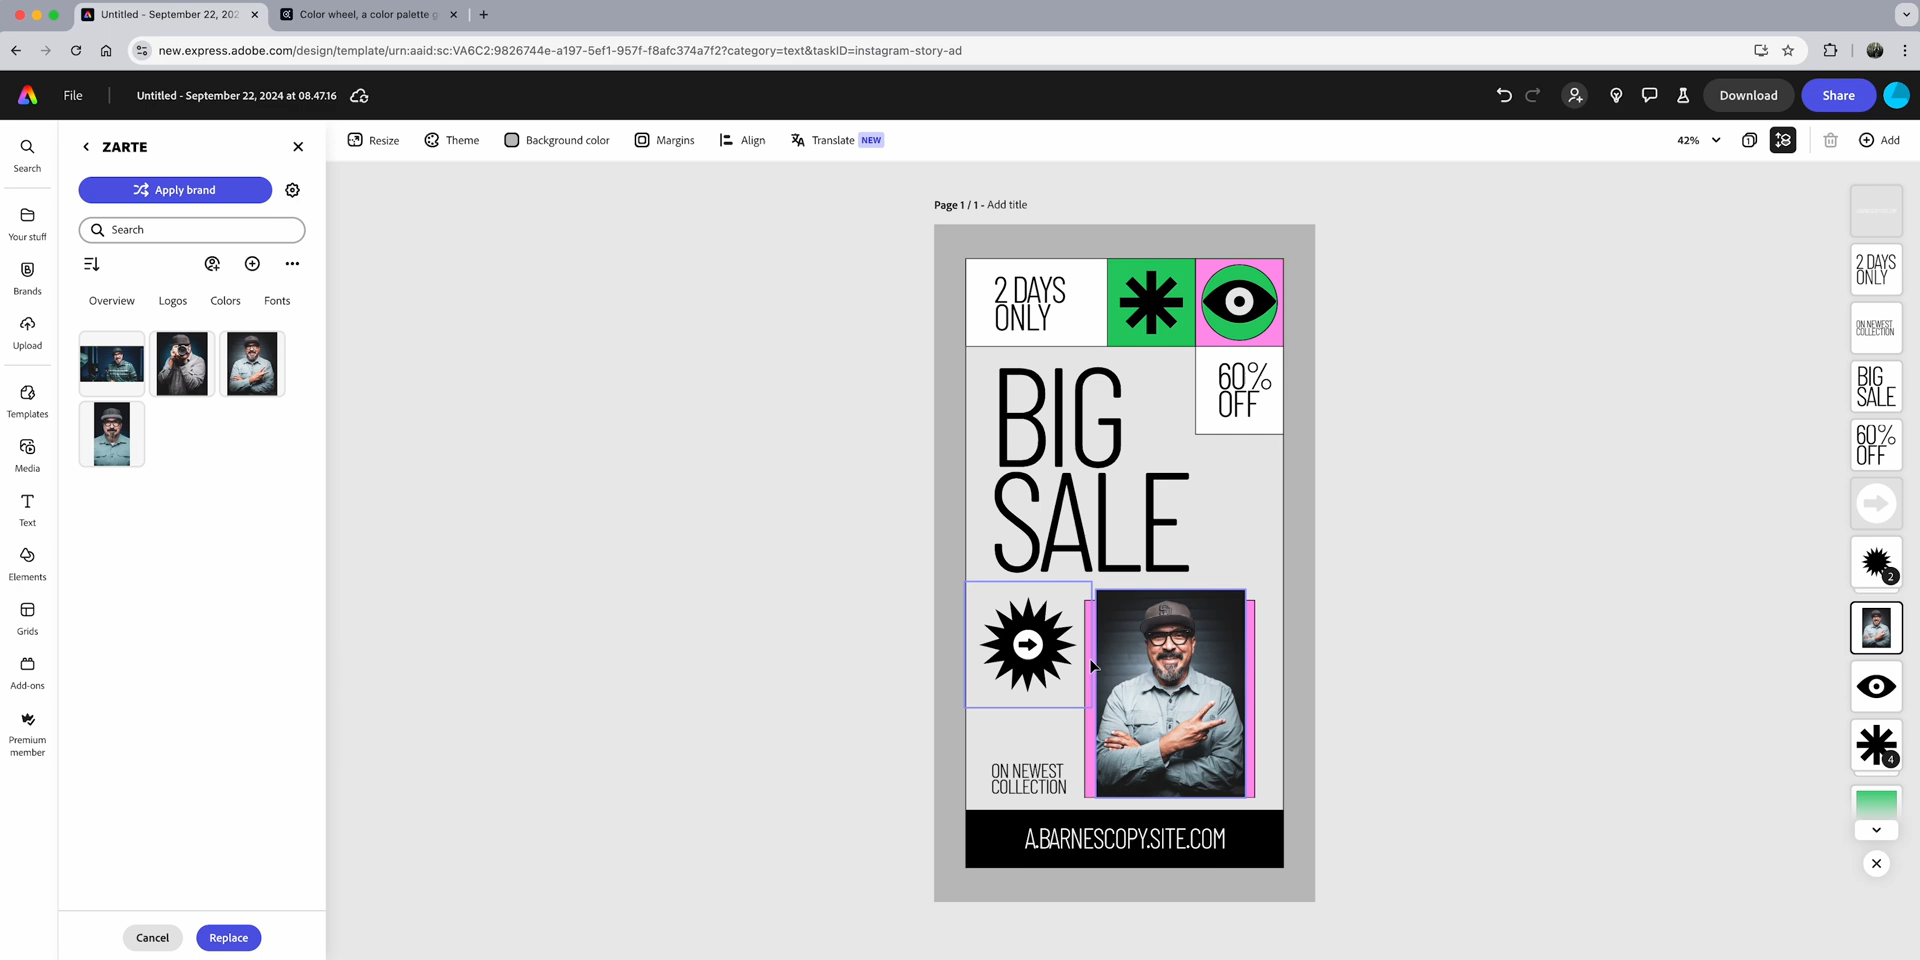 Untitled - September 22, 202
Color wheel, a color palette g
new.express.adobe.com/design/template/urn:aaid:sc:VA6C2:9826744e-a197-5ef1-957f-f8afc374a7f2?category=text&taskID=instagram-story-ad
File
Untitled - September 22, 2024 at 08.47.16
Download
Share
Search
Your stuff
Brands
Upload
Templates
Media
Text
Elements
Grids
Add-ons
Premium
member
ZARTE
Apply brand
Search
Overview
Logos
Colors
Fonts
Cancel
Replace
Resize
Theme
Background color
Margins
Align
Translate NEW
42%
1
Add
Page 1 / 1 - Add title
2 DAYS
ONLY
60%
OFF
BIG
SALE
ON NEWEST
COLLECTION
A.BARNESCOPY.SITE.COM
2 DAYS
ONLY
ON NEWEST
COLLECTION
BIG
SALE
60%
OFF
2
4